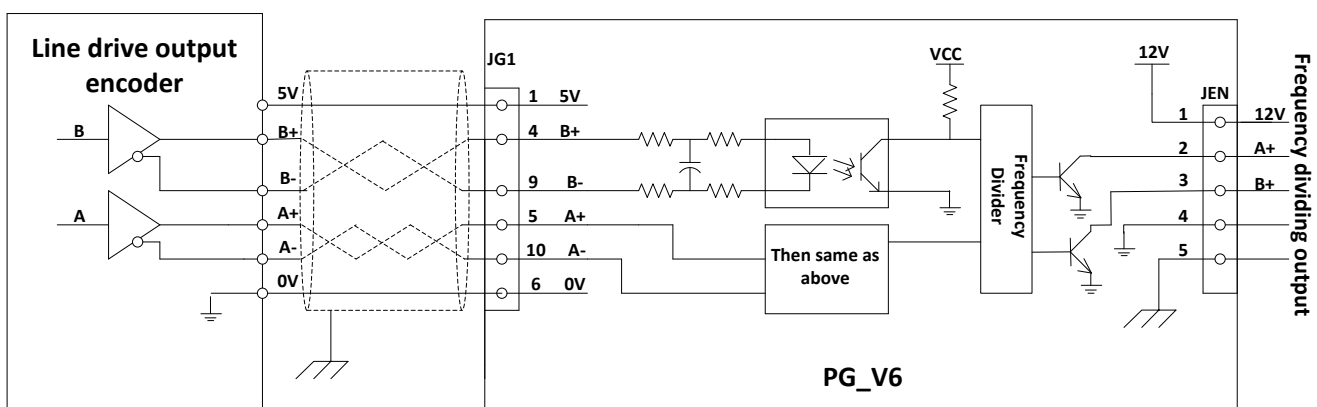 Line drive output
encoder
B
A
5V
B+
B-
A+
A-
0V
JG1
1 5V
4 B+
9 B-
5 A+
10 A-
6 0V
VCC
Then same as
above
Frequency
Divider
12V
JEN
1 12V
2 A+
3 B+
4
5
Frequency dividing output
PG_V6